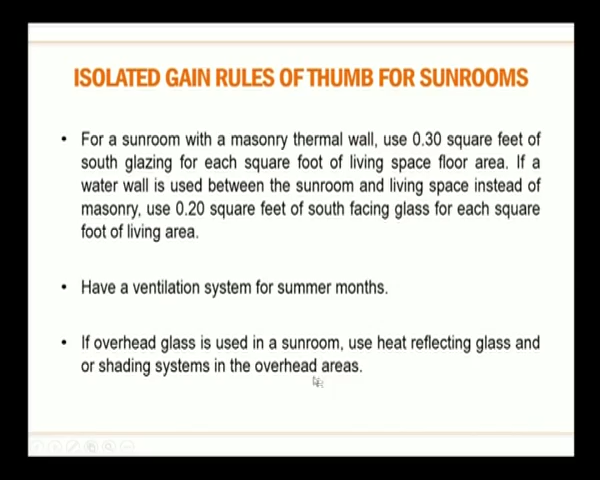 ISOLATED GAIN RULES OF THUMB FOR SUNROOMS
• For a sunroom with a masonry thermal wall, use 0.30 square feet of
south glazing for each square foot of living space floor area. If a
water wall is used between the sunroom and living space instead of
masonry, use 0.20 square feet of south facing glass for each square
foot of living area.
• Have a ventilation system for summer months.
• If overhead glass is used in a sunroom, use heat reflecting glass and
or shading systems in the overhead areas.